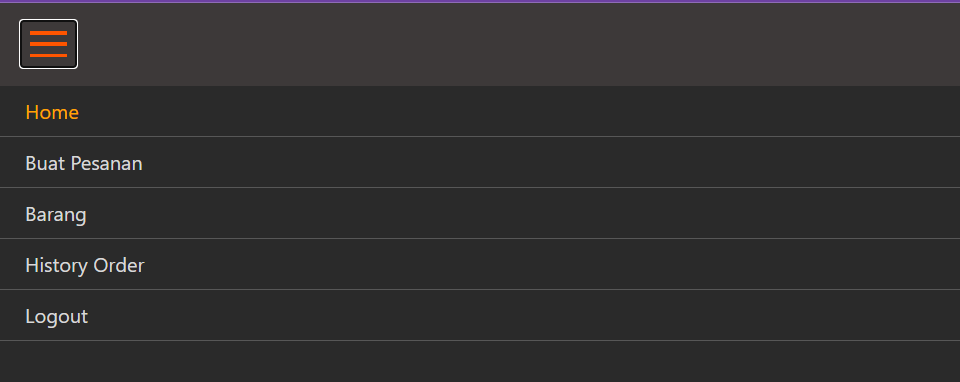 Home
Buat Pesanan
Barang
History Order
Logout